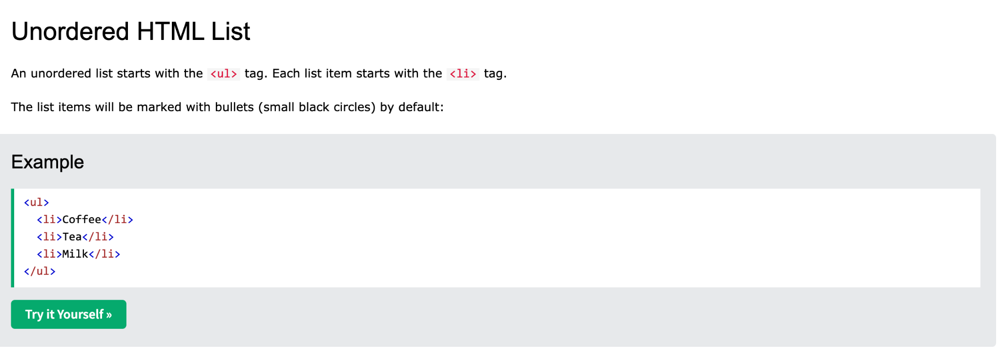 Unordered HTML List
An unordered list starts with the <ul> tag. Each list item starts with the <li> tag.
The list items will be marked with bullets (small black circles) by default:
Example
<ul>
  <li>Coffee</li>
  <li>Tea</li>
  <li>Milk</li>
</ul>
Try it Yourself »